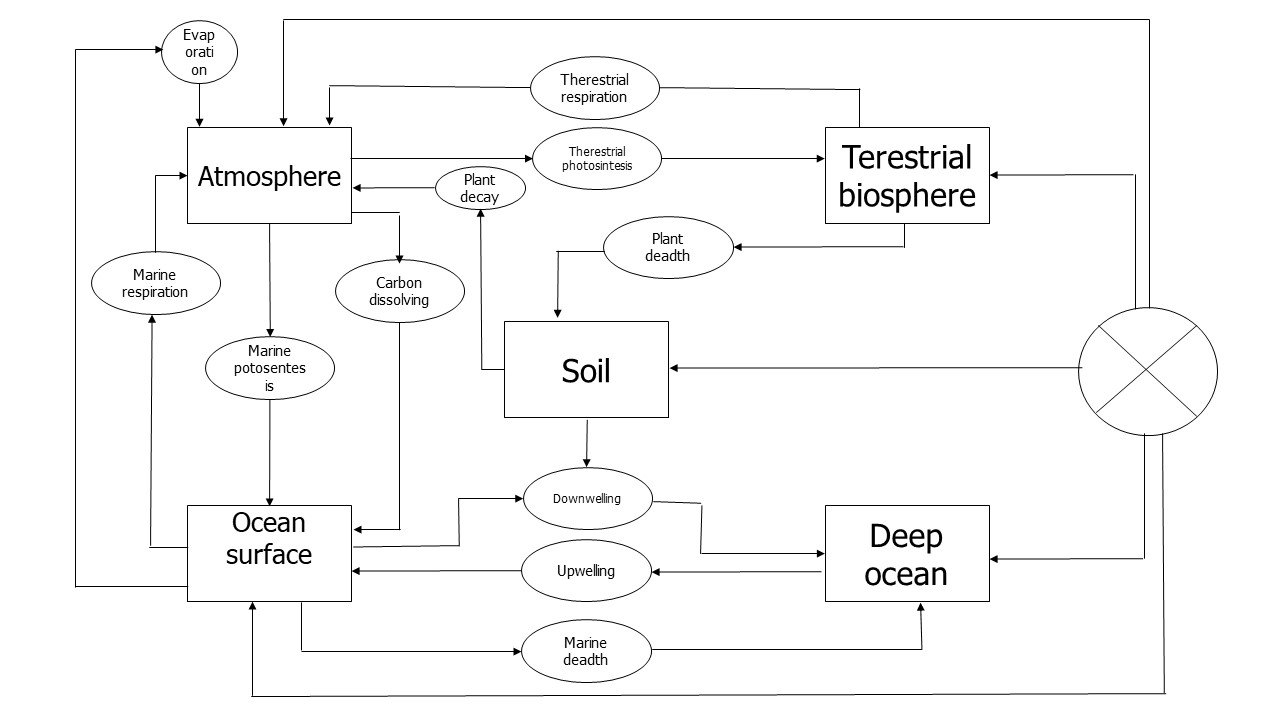 Evap
orati
on
Therestrial
respiration
Atmosphere
Therestrial
photosintesis
Terestrial
biosphere
Plant
decay
Plant
deadth
Marine
respiration
Carbon
dissolving
Marine
potosentes
is
Soil
Downwelling
Ocean
surface
Deep
ocean
Upwelling
Marine
deadth